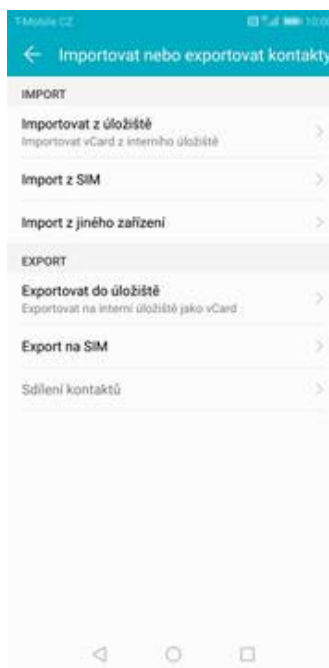 T-Mobile CZ
Importovat nebo exportovat kontakty
IMPORT
Importovat z úložiště
Importovat vCard z interního úložiště
Import z SIM
Import z jiného zařízení
EXPORT
Exportovat do úložiště
Exportovat na interní úložiště jako vCard
Export na SIM
Sdílení kontaktů